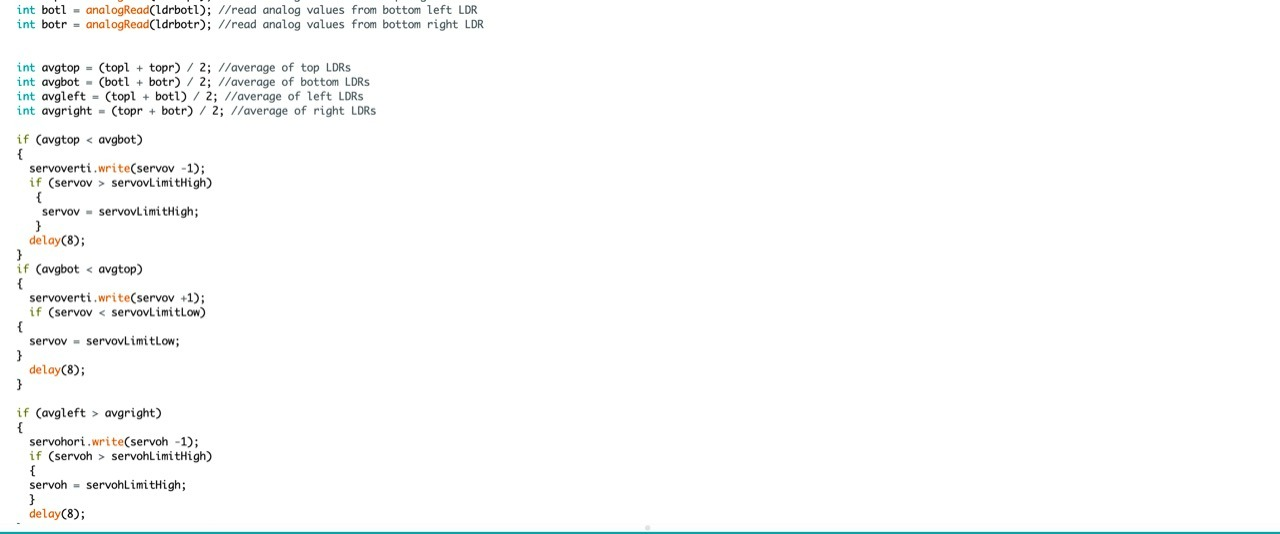 int botl = analogRead(ldrbotl); //read analog values from bottom left LDR
int botr = analogRead(ldrbotr); //read analog values from bottom right LDR
int avgtop = (topl + topr) / 2; //average of top LDRs
int avgbot = (botl + botr) / 2; //average of bottom LDRs
int avgleft = (topl + botl) / 2; //average of left LDRs
int avgright = (topr + botr) / 2; //average of right LDRs
if (avgtop < avgbot)
{
servoverti.write(servov -1);
if (servov > servovLimitHigh)
{
servov = servovLimitHigh;
}
delay(8);
}
if (avgbot < avgtop)
{
servoverti.write(servov +1);
if (servov < servovLimitLow)
{
servov = servovLimitLow;
}
delay(8);
}
if (avgleft > avgright)
{
servohori.write(servoh -1);
if (servoh > servohLimitHigh)
{
servoh = servohLimitHigh;
}
delay(8);